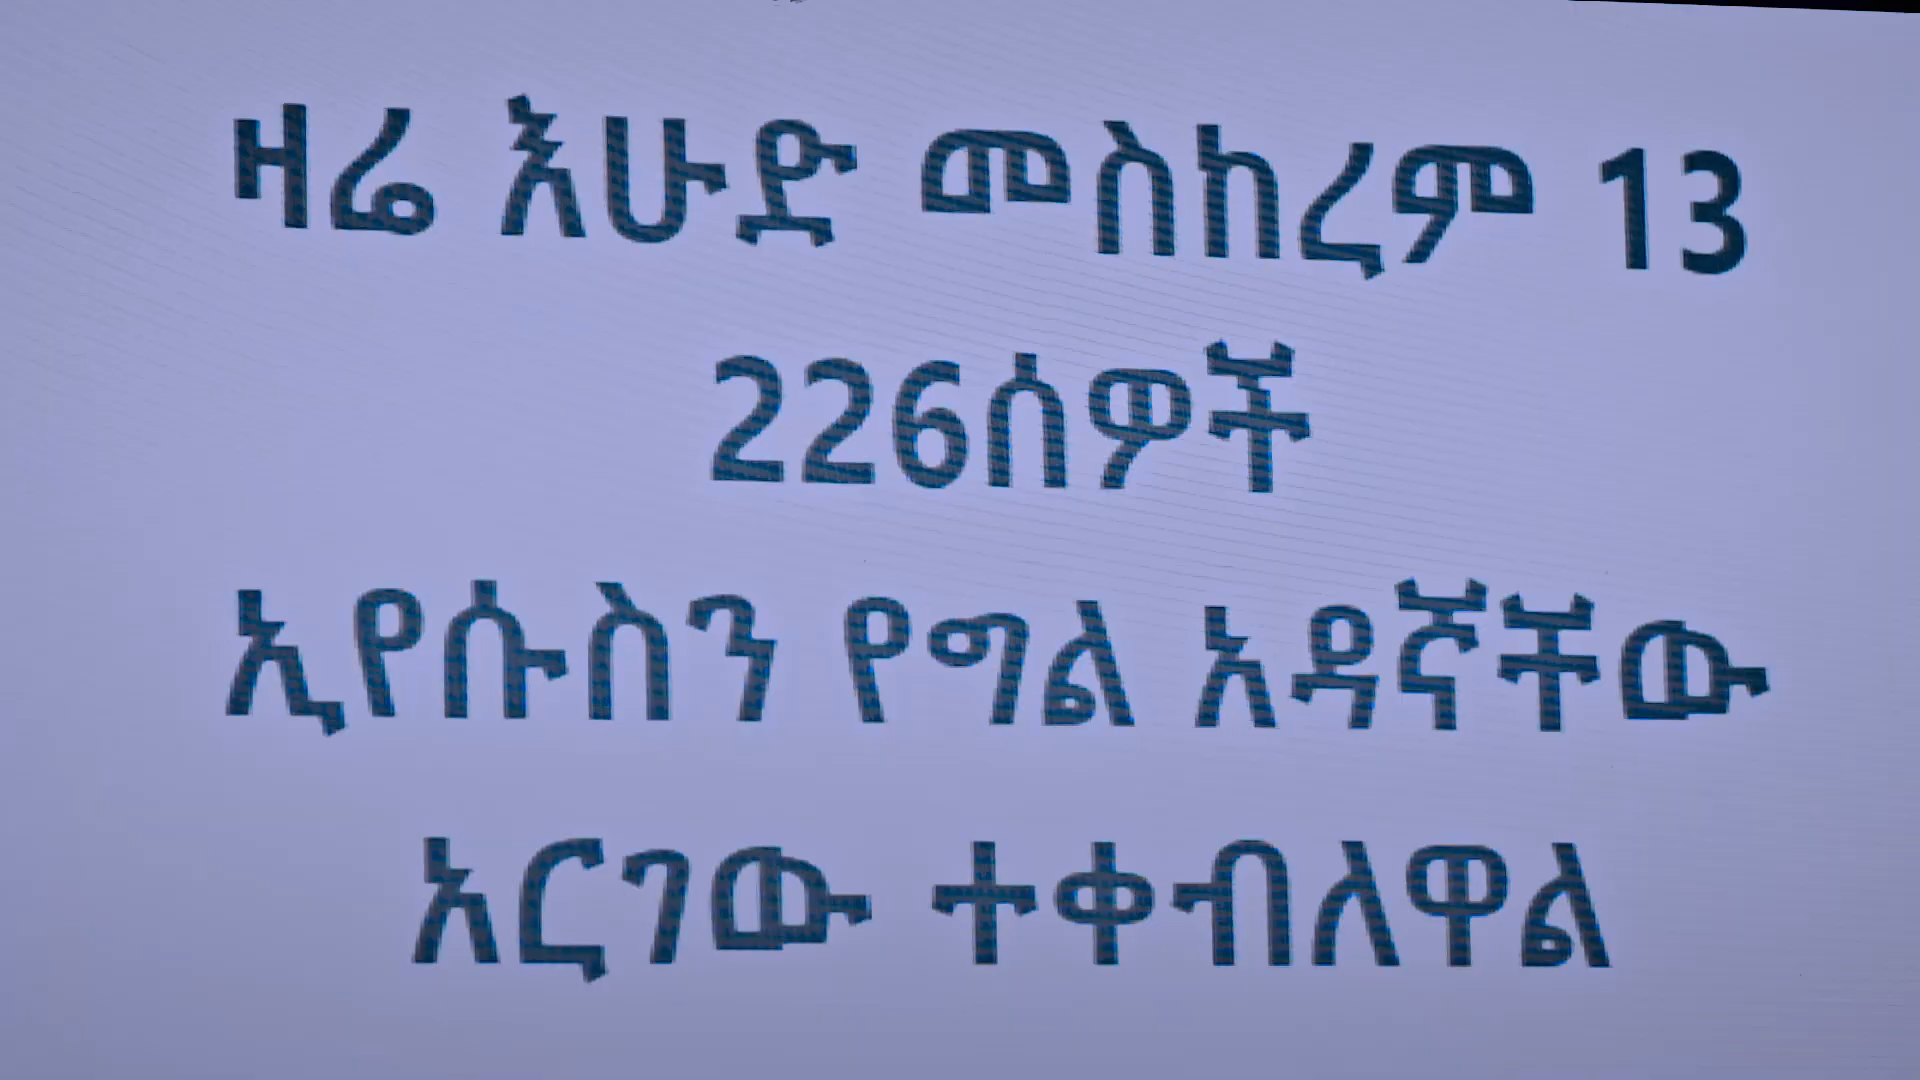 ዛሬ እሁድ መስከረም 13
226ሰዎች
ኢየሱስን የግል አዳኛቸው
አርገው ተቀብለዋል